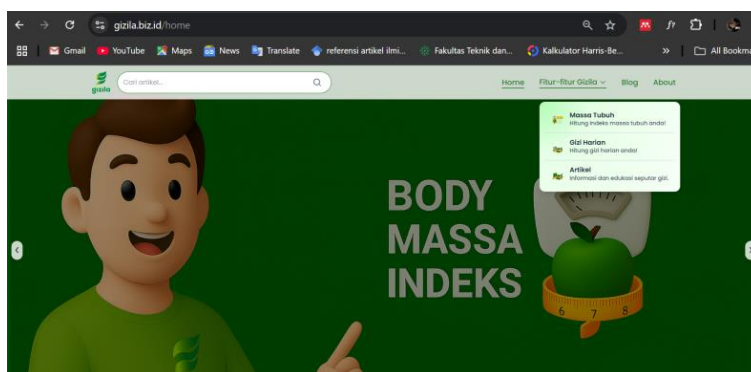 gizila.biz.id/home
Gmail
YouTube
Maps
News
Translate
referensi artikel ilmi...
Fakultas Teknik dan...
Kalkulator Harris-Be...
»
All Bookma
gizila
Cari artikel...
Home
Fitur-fitur Gizila
Blog
About
Massa Tubuh
Hitung indeks massa tubuh anda!
Gizi Harian
Hitung gizi harian anda!
Artikel
Informasi dan edukasi seputar gizi.
BODY
MASSA
INDEKS
6 7 8